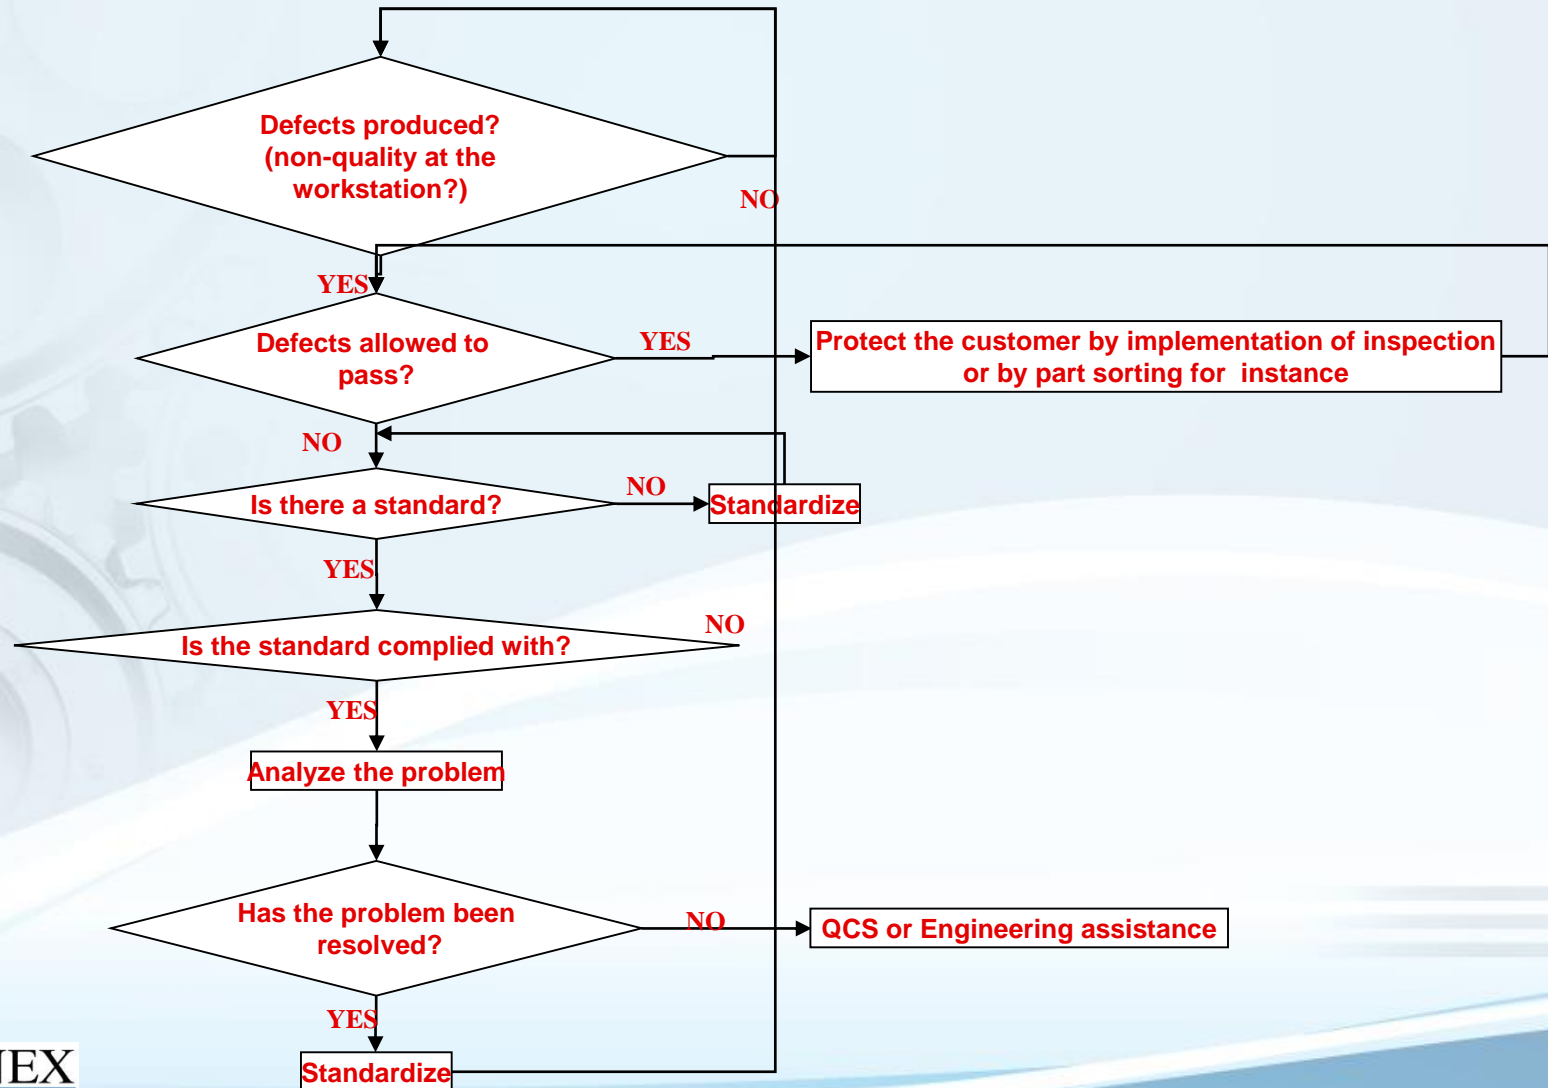 Defects produced?
(non-quality at the
workstation?)
NO
YES
Defects allowed to
pass?
YES
Protect the customer by implementation of inspection
or by part sorting for instance
NO
Is there a standard?
NO
Standardize
YES
Is the standard complied with?
NO
YES
Analyze the problem
Has the problem been
resolved?
NO
QCS or Engineering assistance
YES
Standardize